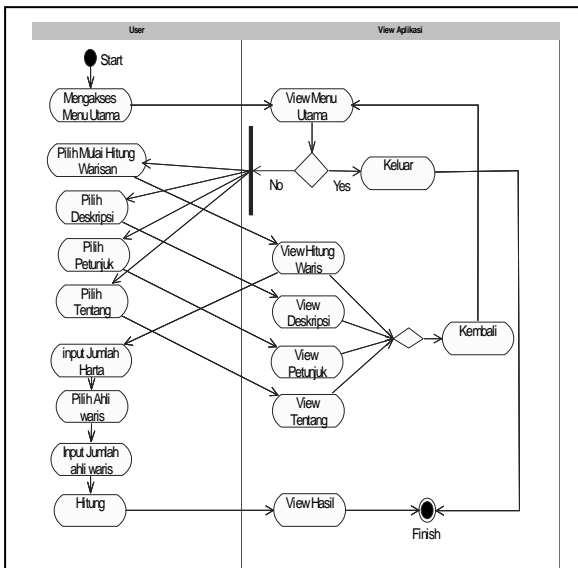 User
View Aplikasi
Start
Mengakses
Menu Utama
View Menu
Utama
Pilih Mulai Hitung
Warisan
No
Yes
Keluar
Pilih
Deskripsi
Pilih
Petunjuk
View Hitung
Waris
Pilih
Tentang
View
Deskripsi
Kembali
input Jumlah
Harta
View
Petunjuk
Pilih Ahli
waris
View
Tentang
Input Jumlah
ahli waris
Hitung
View Hasil
Finish